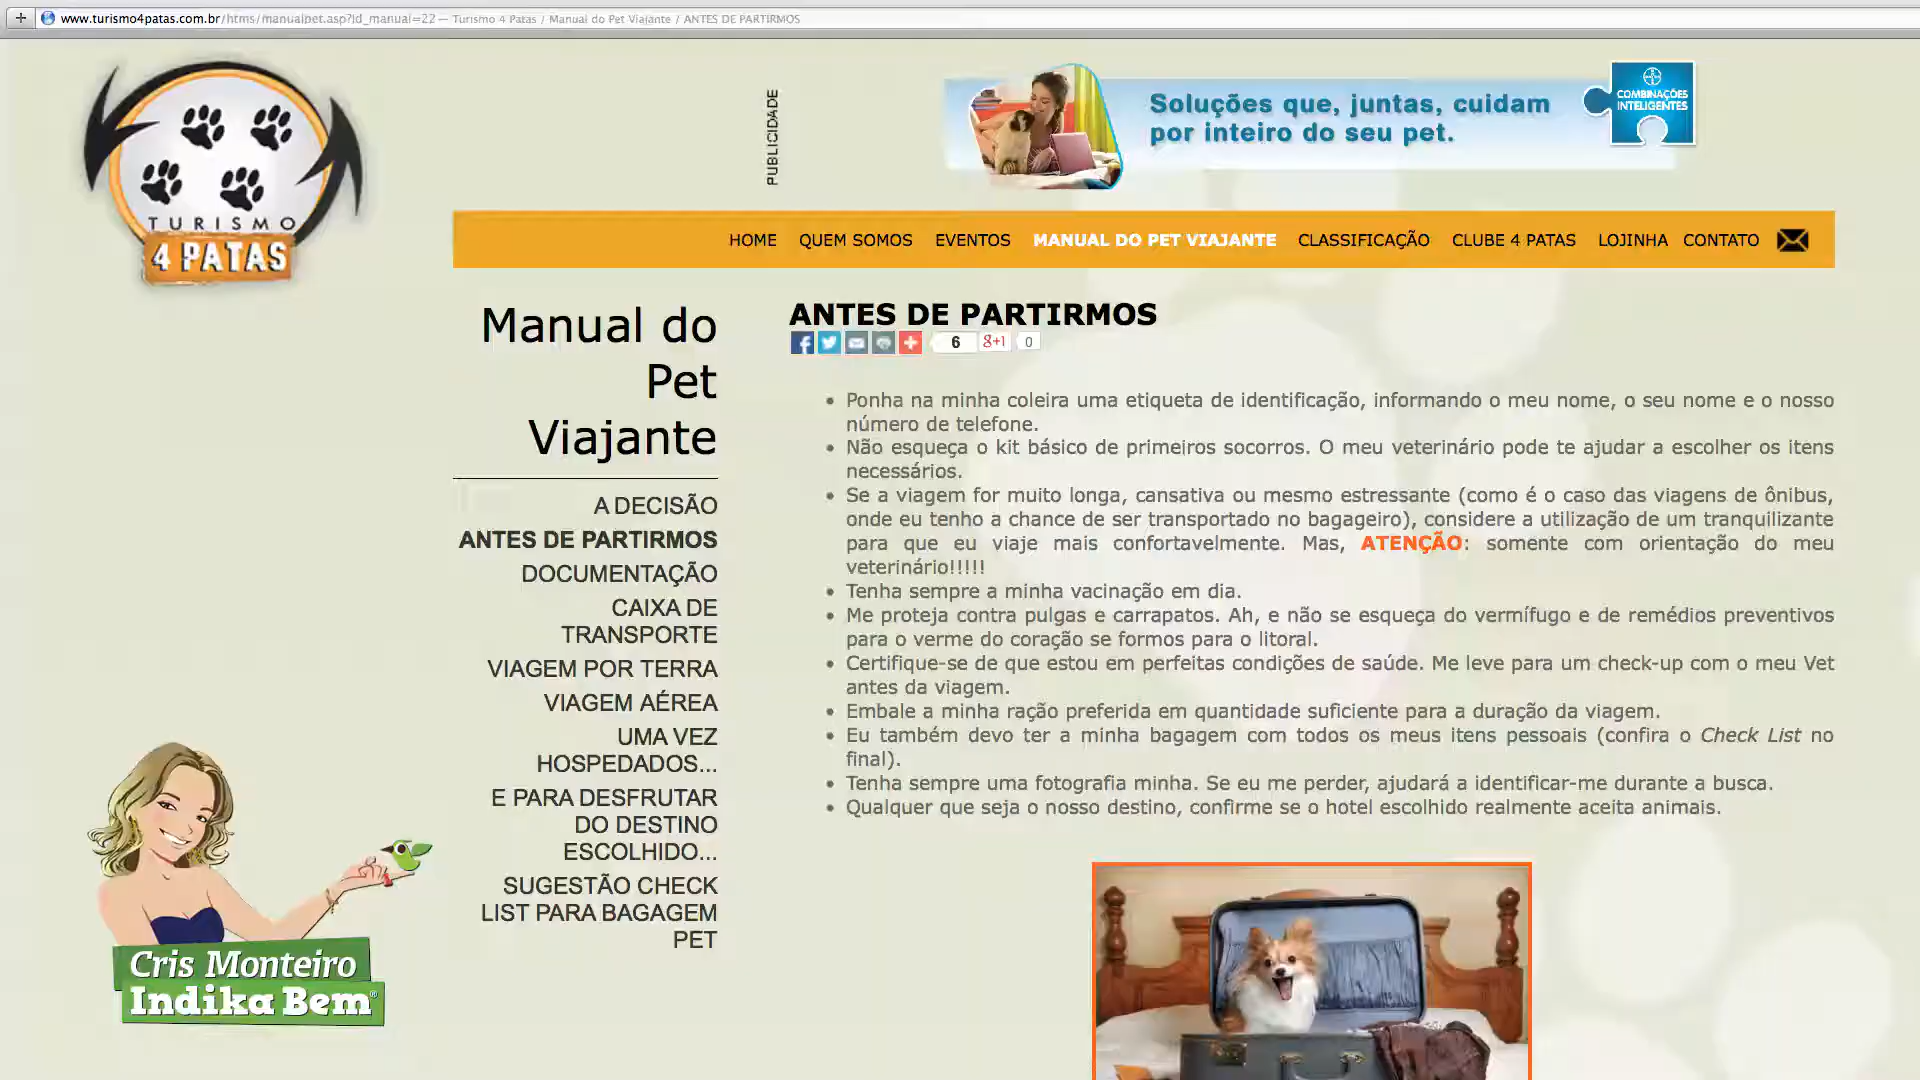 www.turismo4patas.com.br/htms/manualpet.asp?id_manual=22 — Turismo 4 Patas / Manual do Pet Viajante / ANTES DE PARTIRMOS
TURISMO
4 PATAS
PUBLICIDADE
Soluções que, juntas, cuidam
por inteiro do seu pet.
BAYER
COMBINAÇÕES
INTELIGENTES
HOME QUEM SOMOS EVENTOS MANUAL DO PET VIAJANTE CLASSIFICAÇÃO CLUBE 4 PATAS LOJINHA CONTATO
Manual do
Pet
Viajante
A DECISÃO
ANTES DE PARTIRMOS
DOCUMENTAÇÃO
CAIXA DE
TRANSPORTE
VIAGEM POR TERRA
VIAGEM AÉREA
UMA VEZ
HOSPEDADOS...
E PARA DESFRUTAR
DO DESTINO
ESCOLHIDO...
SUGESTÃO CHECK
LIST PARA BAGAGEM
PET
ANTES DE PARTIRMOS
6 g+1 0
• Ponha na minha coleira uma etiqueta de identificação, informando o meu nome, o seu nome e o nosso
número de telefone.
• Não esqueça o kit básico de primeiros socorros. O meu veterinário pode te ajudar a escolher os itens
necessários.
• Se a viagem for muito longa, cansativa ou mesmo estressante (como é o caso das viagens de ônibus,
onde eu tenho a chance de ser transportado no bagageiro), considere a utilização de um tranquilizante
para que eu viaje mais confortavelmente. Mas, ATENÇÃO: somente com orientação do meu
veterinário!!!!!
• Tenha sempre a minha vacinação em dia.
• Me proteja contra pulgas e carrapatos. Ah, e não se esqueça do vermífugo e de remédios preventivos
para o verme do coração se formos para o litoral.
• Certifique-se de que estou em perfeitas condições de saúde. Me leve para um check-up com o meu Vet
antes da viagem.
• Embale a minha ração preferida em quantidade suficiente para a duração da viagem.
• Eu também devo ter a minha bagagem com todos os meus itens pessoais (confira o Check List no
final).
• Tenha sempre uma fotografia minha. Se eu me perder, ajudará a identificar-me durante a busca.
• Qualquer que seja o nosso destino, confirme se o hotel escolhido realmente aceita animais.
Cris Monteiro
Indika Bem®